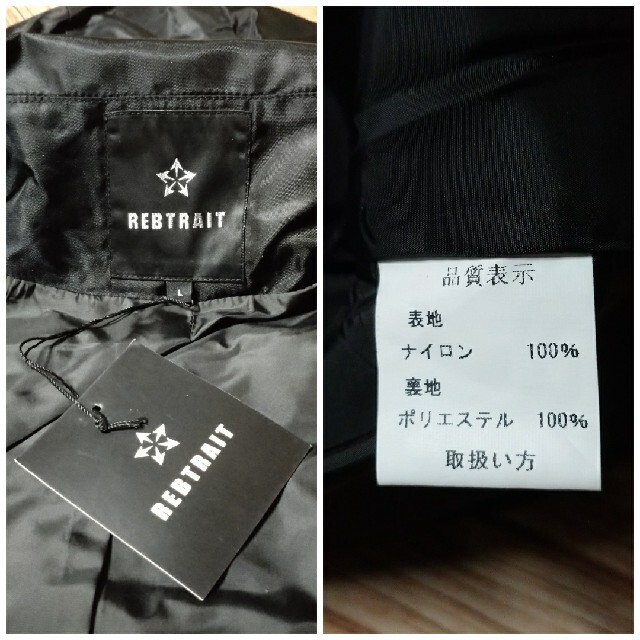 REBTRAIT
L
REBTRAIT
品質表示
表地
ナイロン 100%
裏地
ポリエステル 100%
取扱い方